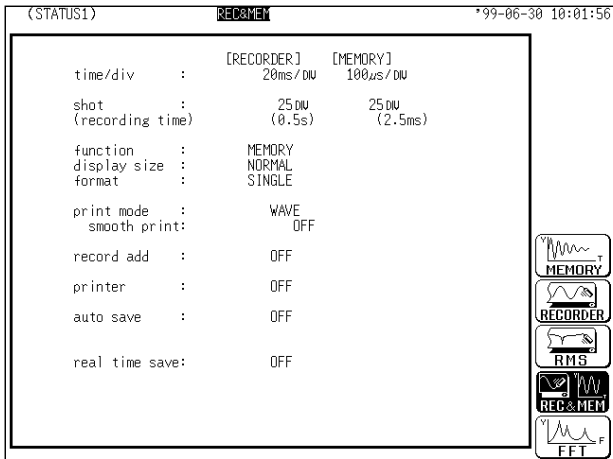 (STATUS1) REC&MEM '99-06-30 10:01:56
[RECORDER] [MEMORY]
time/div : 20ms/DIV 100µs/DIV
shot : 25DIV 25DIV
(recording time) (0.5s) (2.5ms)
function : MEMORY
display size : NORMAL
format : SINGLE
print mode : WAVE
smooth print: OFF
record add : OFF
printer : OFF
auto save : OFF
real time save: OFF
Y T
MEMORY
RECORDER
RMS
Y
REC&MEM
Y F
FFT